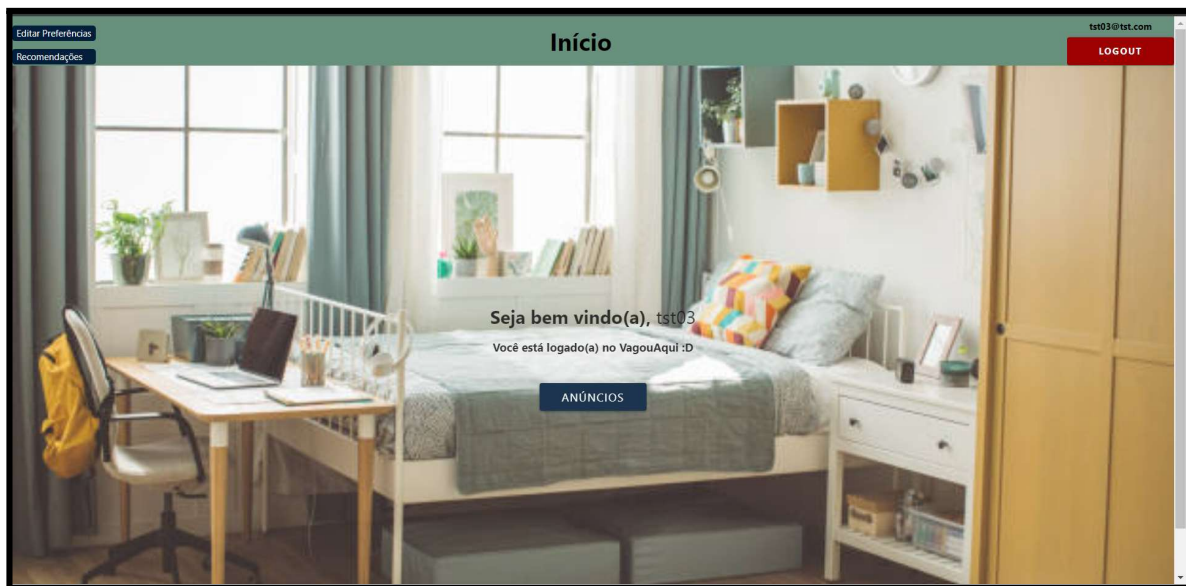 Editar Preferências
Recomendações
Início
tst03@tst.com
LOGOUT
Seja bem vindo(a), tst03
Você está logado(a) no VagouAqui :D
ANÚNCIOS